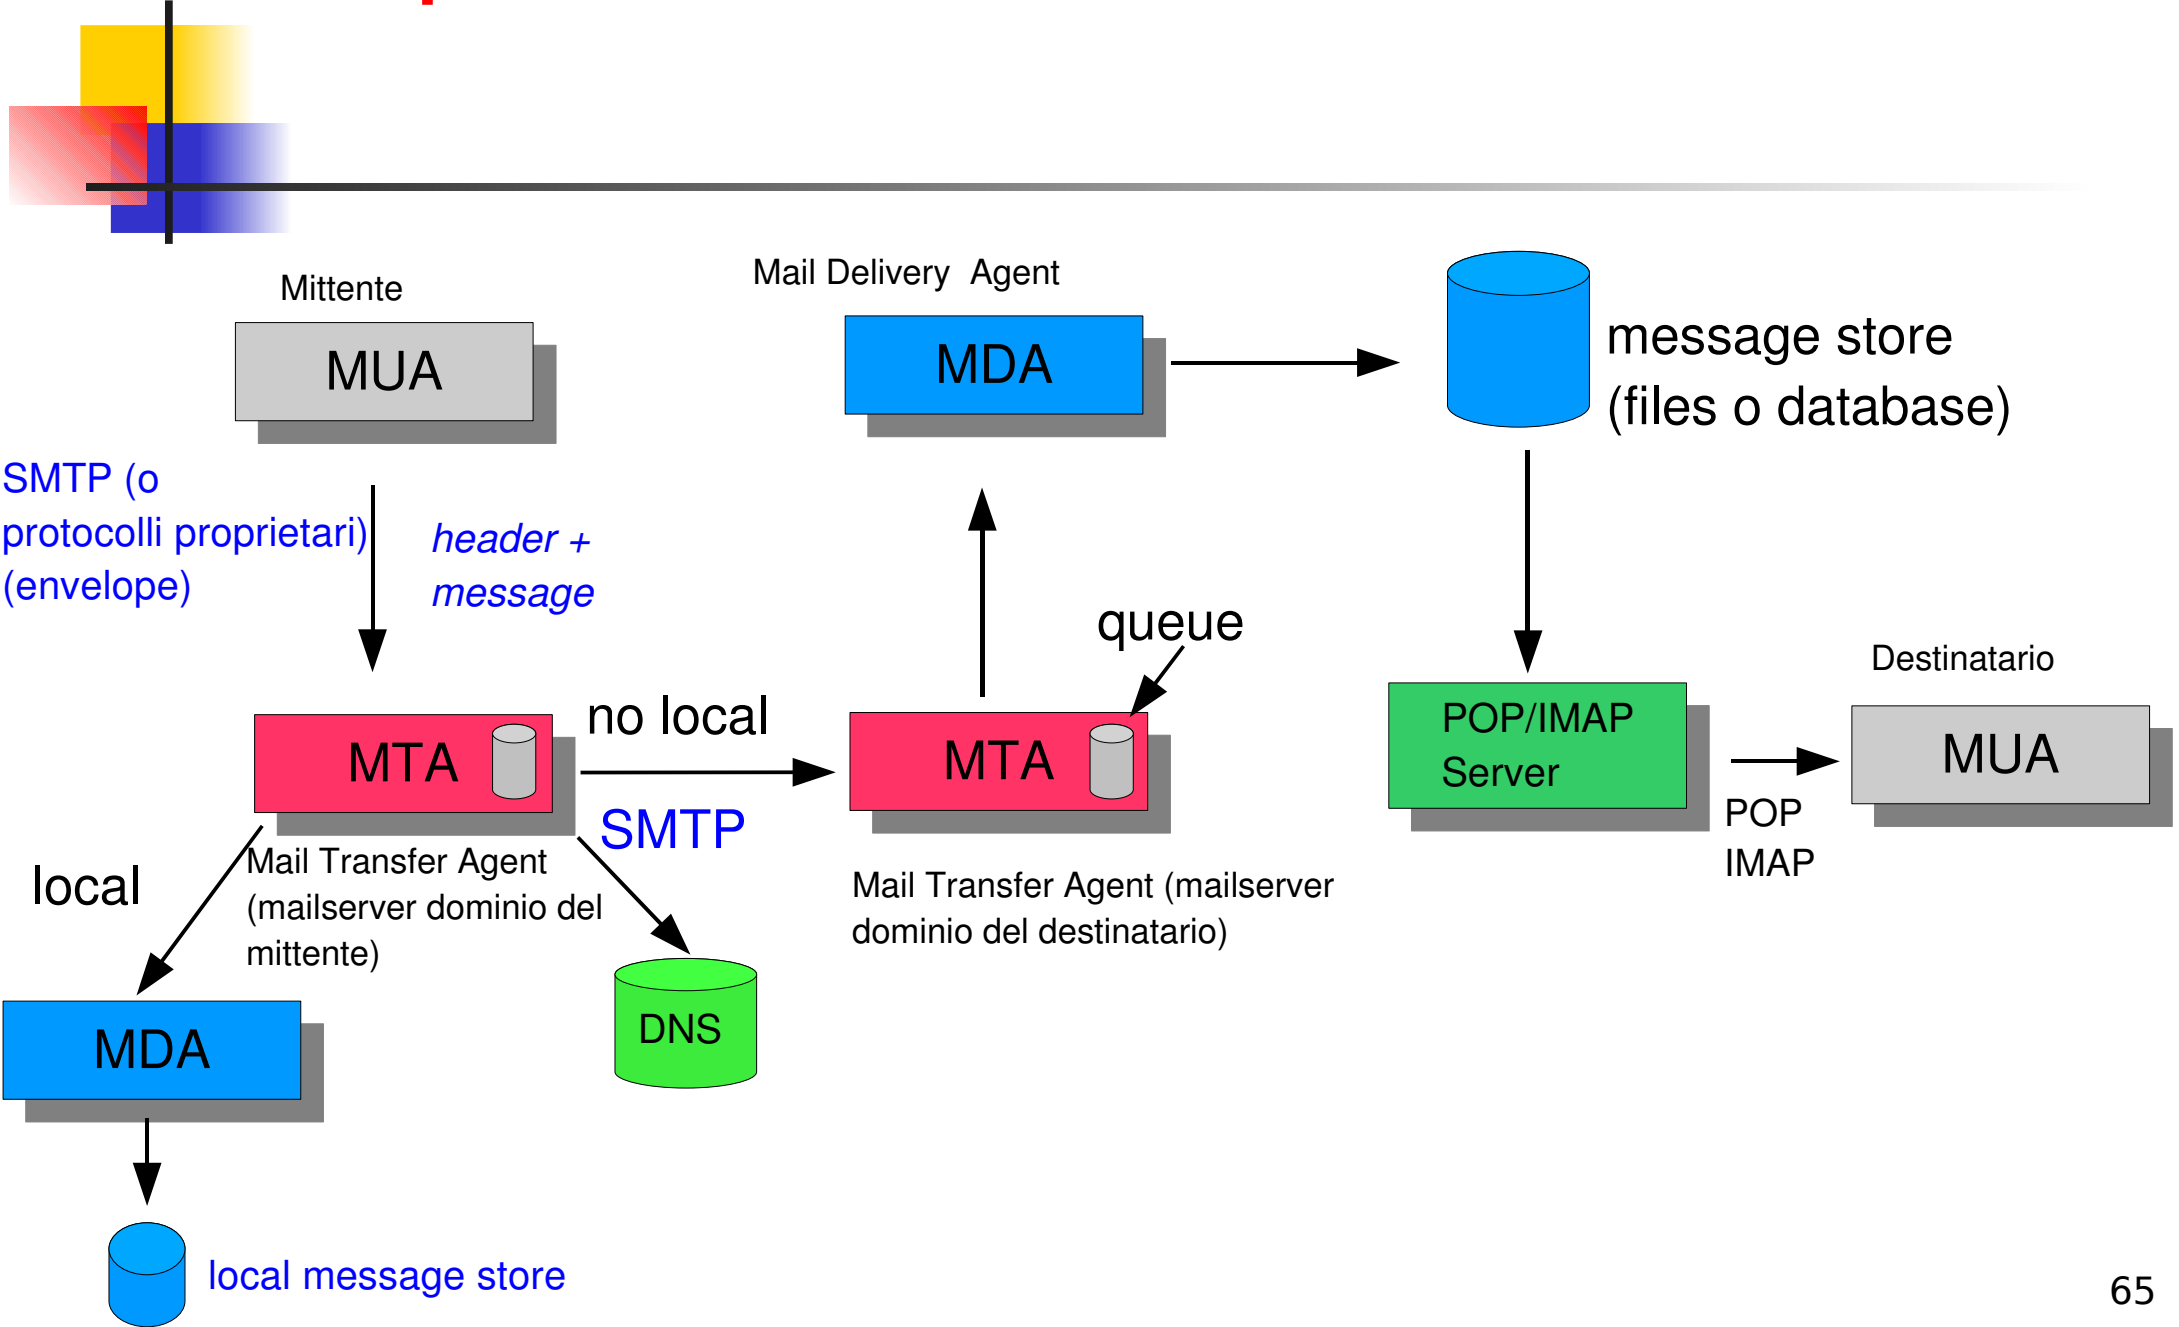 Mittente
MUA
Mail Delivery  Agent
MDA
message store
(files o database)
SMTP (o
protocolli proprietari)
(envelope)
header +
message
queue
no local
MTA
SMTP
MTA
Mail Transfer Agent
(mailserver dominio del
mittente)
Mail Transfer Agent (mailserver
dominio del destinatario)
POP/IMAP
Server
POP
IMAP
Destinatario
MUA
local
MDA
DNS
local message store
65